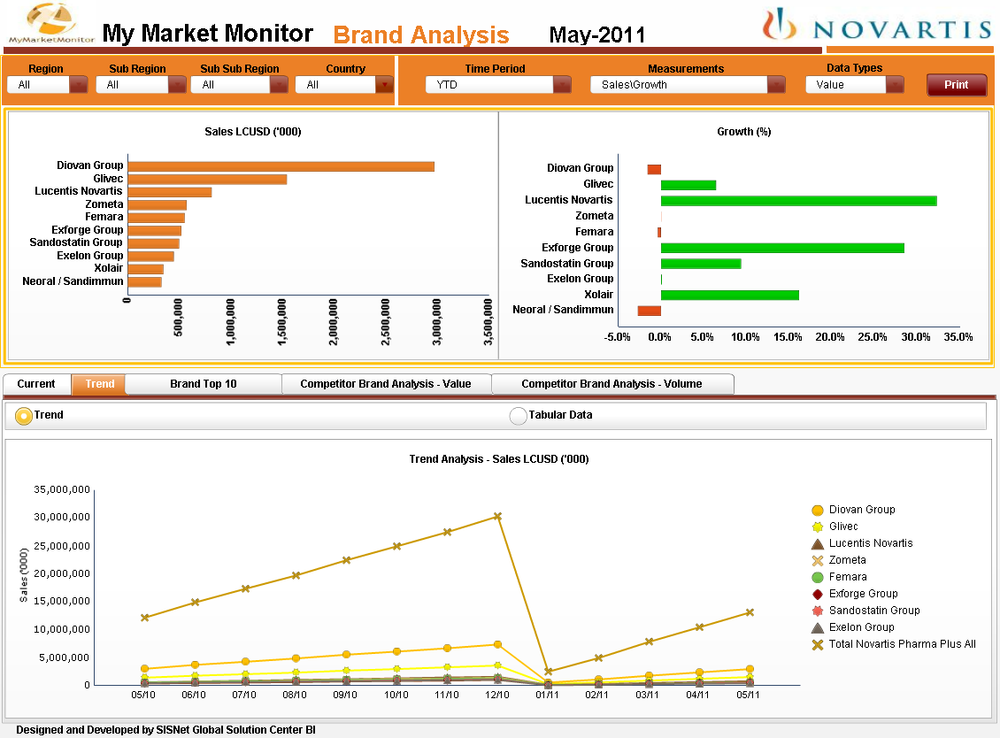 MyMarketMonitor
My Market Monitor Brand Analysis May-2011
NOVARTIS
Region Sub Region Sub Sub Region Country Time Period Measurements Data Types
All All All All YTD Sales\Growth Value Print
Sales LCUSD ('000)
Diovan Group
Glivec
Lucentis Novartis
Zometa
Femara
Exforge Group
Sandostatin Group
Exelon Group
Xolair
Neoral / Sandimmun
0 500,000 1,000,000 1,500,000 2,000,000 2,500,000 3,000,000 3,500,000
Growth (%)
Diovan Group
Glivec
Lucentis Novartis
Zometa
Femara
Exforge Group
Sandostatin Group
Exelon Group
Xolair
Neoral / Sandimmun
-5.0% 0.0% 5.0% 10.0% 15.0% 20.0% 25.0% 30.0% 35.0%
Current Trend Brand Top 10 Competitor Brand Analysis - Value Competitor Brand Analysis - Volume
Trend Tabular Data
Trend Analysis - Sales LCUSD ('000)
Sales ('000)
35,000,000
30,000,000
25,000,000
20,000,000
15,000,000
10,000,000
5,000,000
0
05/10 06/10 07/10 08/10 09/10 10/10 11/10 12/10 01/11 02/11 03/11 04/11 05/11
Diovan Group
Glivec
Lucentis Novartis
Zometa
Femara
Exforge Group
Sandostatin Group
Exelon Group
Total Novartis Pharma Plus All
Designed and Developed by SISNet Global Solution Center BI